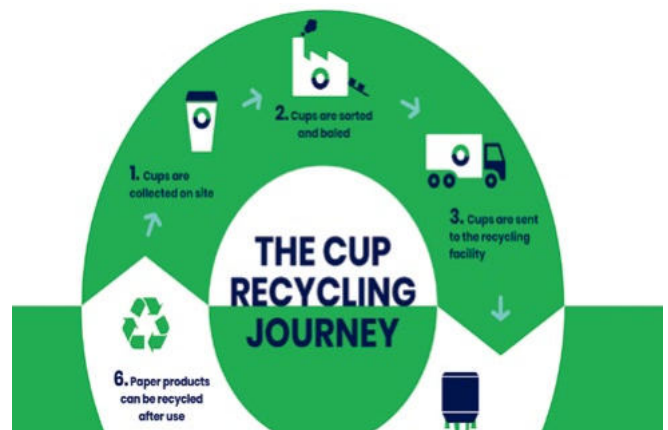 2. Cups are sorted
and baled
1. Cups are
collected on site
3. Cups are sent
to the recycling
facility
THE CUP
RECYCLING
JOURNEY
6. Paper products
can be recycled
after use